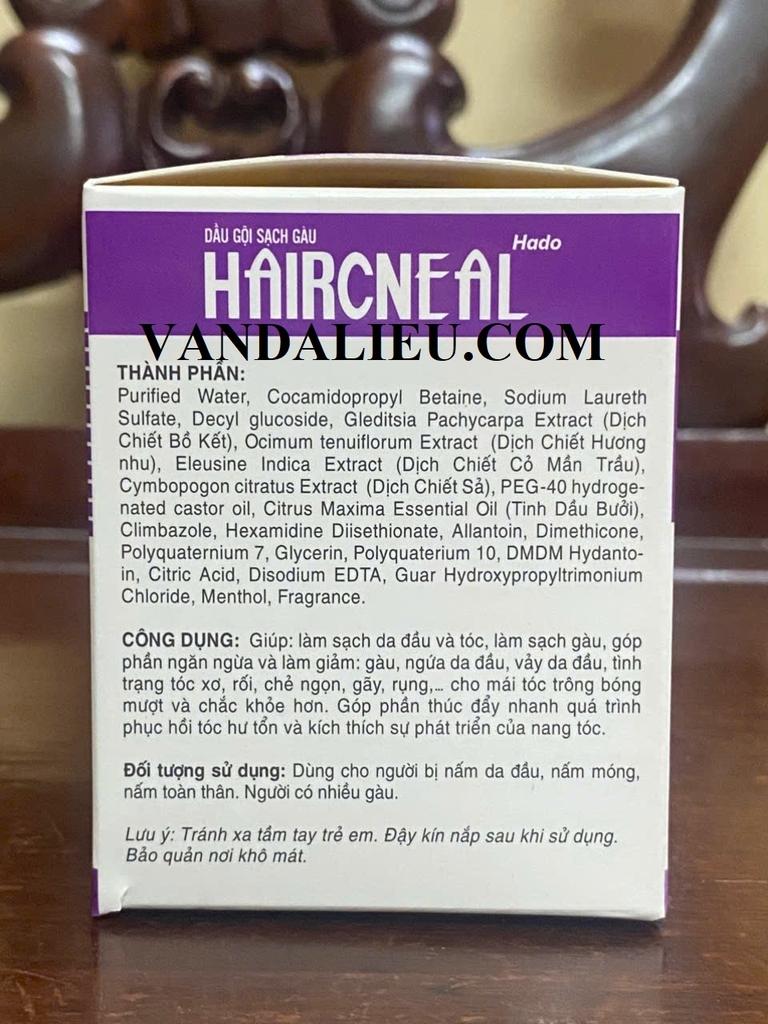 DẦU GỘI SẠCH GÀU
Hado
HAIRCNEAL
VANDALIEU.COM
THÀNH PHẦN:
Purified Water, Cocamidopropyl Betaine, Sodium Laureth
Sulfate, Decyl glucoside, Gleditsia Pachycarpa Extract (Dịch
Chiết Bồ Kết), Ocimum tenuiflorum Extract (Dịch Chiết Hương
nhu), Eleusine Indica Extract (Dịch Chiết Cỏ Mần Trầu),
Cymbopogon citratus Extract (Dịch Chiết Sả), PEG-40 hydroge-
nated castor oil, Citrus Maxima Essential Oil (Tinh Dầu Bưởi),
Climbazole, Hexamidine Diisethionate, Allantoin, Dimethicone,
Polyquaternium 7, Glycerin, Polyquaterium 10, DMDM Hydanto-
in, Citric Acid, Disodium EDTA, Guar Hydroxypropyltrimonium
Chloride, Menthol, Fragrance.
CÔNG DỤNG: Giúp: làm sạch da đầu và tóc, làm sạch gàu, góp
phần ngăn ngừa và làm giảm: gàu, ngứa da đầu, vảy da đầu, tình
trạng tóc xơ, rối, chẻ ngọn, gãy, rụng,... cho mái tóc trông bóng
mượt và chắc khỏe hơn. Góp phần thúc đẩy nhanh quá trình
phục hồi tóc hư tổn và kích thích sự phát triển của nang tóc.
Đối tượng sử dụng: Dùng cho người bị nấm da đầu, nấm móng,
nấm toàn thân. Người có nhiều gàu.
Lưu ý: Tránh xa tầm tay trẻ em. Đậy kín nắp sau khi sử dụng.
Bảo quản nơi khô mát.